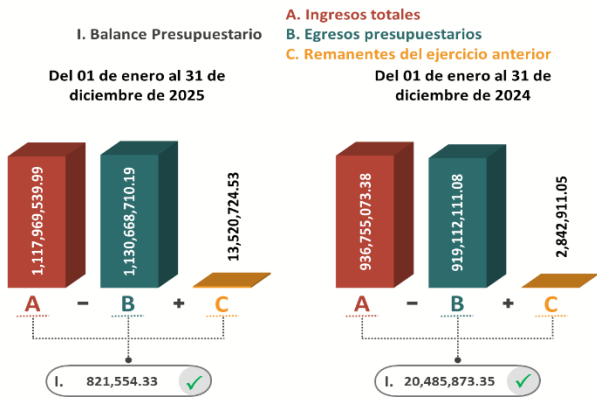 A. Ingresos totales
I. Balance Presupuestario
B. Egresos presupuestarios
C. Remanentes del ejercicio anterior
Del 01 de enero al 31 de
diciembre de 2025
Del 01 de enero al 31 de
diciembre de 2024
1,117,969,539.99
1,130,668,710.19
13,520,724.53
936,755,073.38
919,112,111.08
2,842,911.05
A – B + C
A – B + C
I. 821,554.33 ✓
I. 20,485,873.35 ✓